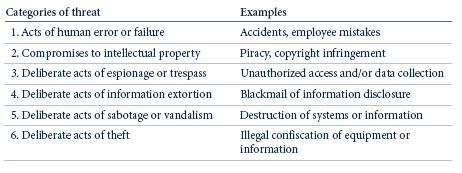 Categories of threat Examples
1. Acts of human error or failure Accidents, employee mistakes
2. Compromises to intellectual property Piracy, copyright infringement
3. Deliberate acts of espionage or trespass Unauthorized access and/or data collection
4. Deliberate acts of information extortion Blackmail of information disclosure
5. Deliberate acts of sabotage or vandalism Destruction of systems or information
6. Deliberate acts of theft Illegal confiscation of equipment or
information